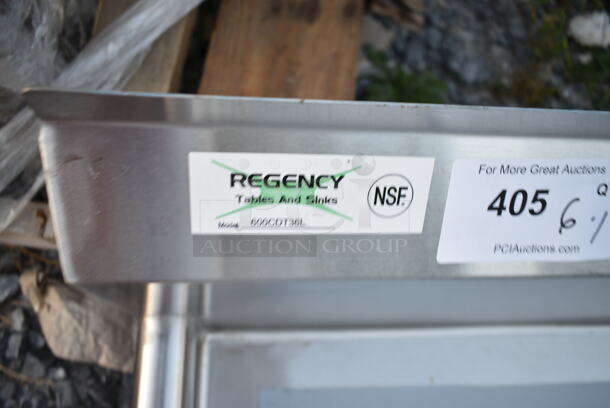 REGENCY
Tables And Sinks
Model: 600CDT36L
NSF.
For More Great Auctions
405
Q
6.1
PCIAuctions.com
AUCTION GROUP